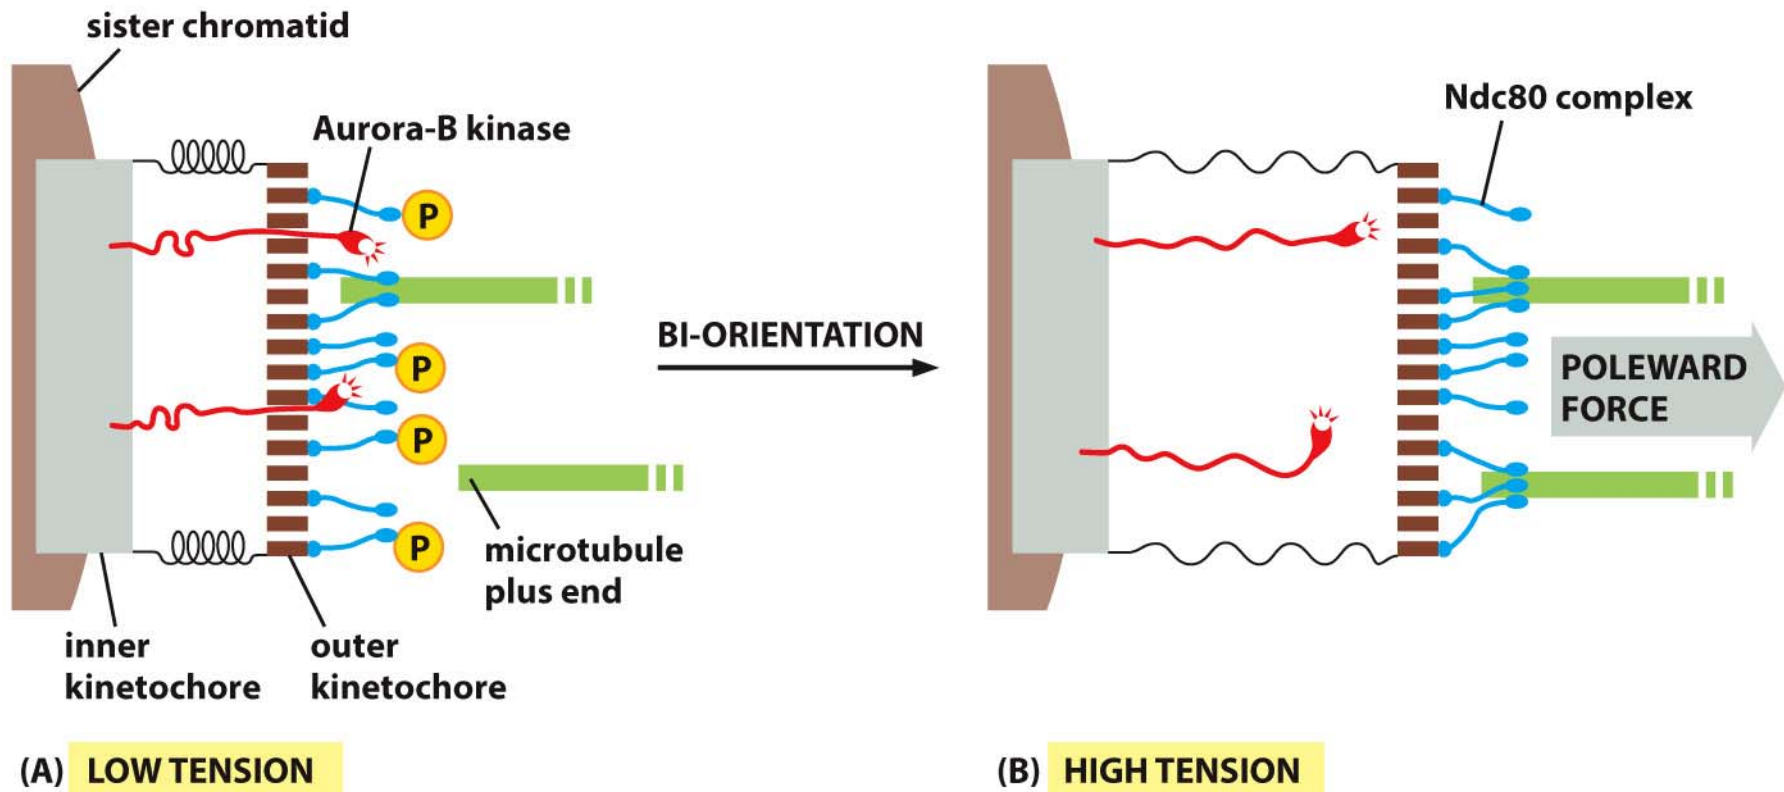 sister chromatid
Aurora-B kinase
P
P
P
P
microtubule
plus end
inner
kinetochore
outer
kinetochore
(A) LOW TENSION
BI-ORIENTATION
Ndc80 complex
POLEWARD
FORCE
(B) HIGH TENSION